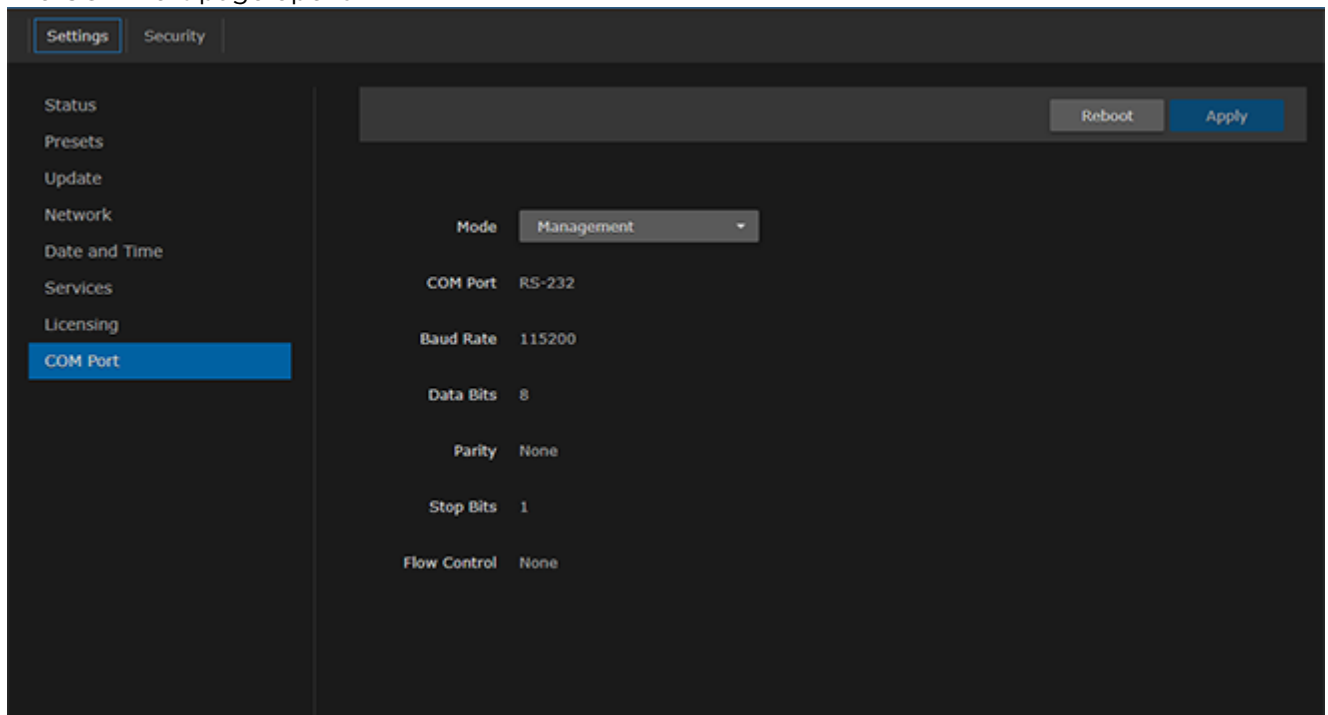 Settings Security
Status
Presets
Update
Network
Date and Time
Services
Licensing
COM Port
Reboot Apply
Mode Management
COM Port RS-232
Baud Rate 115200
Data Bits 8
Parity None
Stop Bits 1
Flow Control None